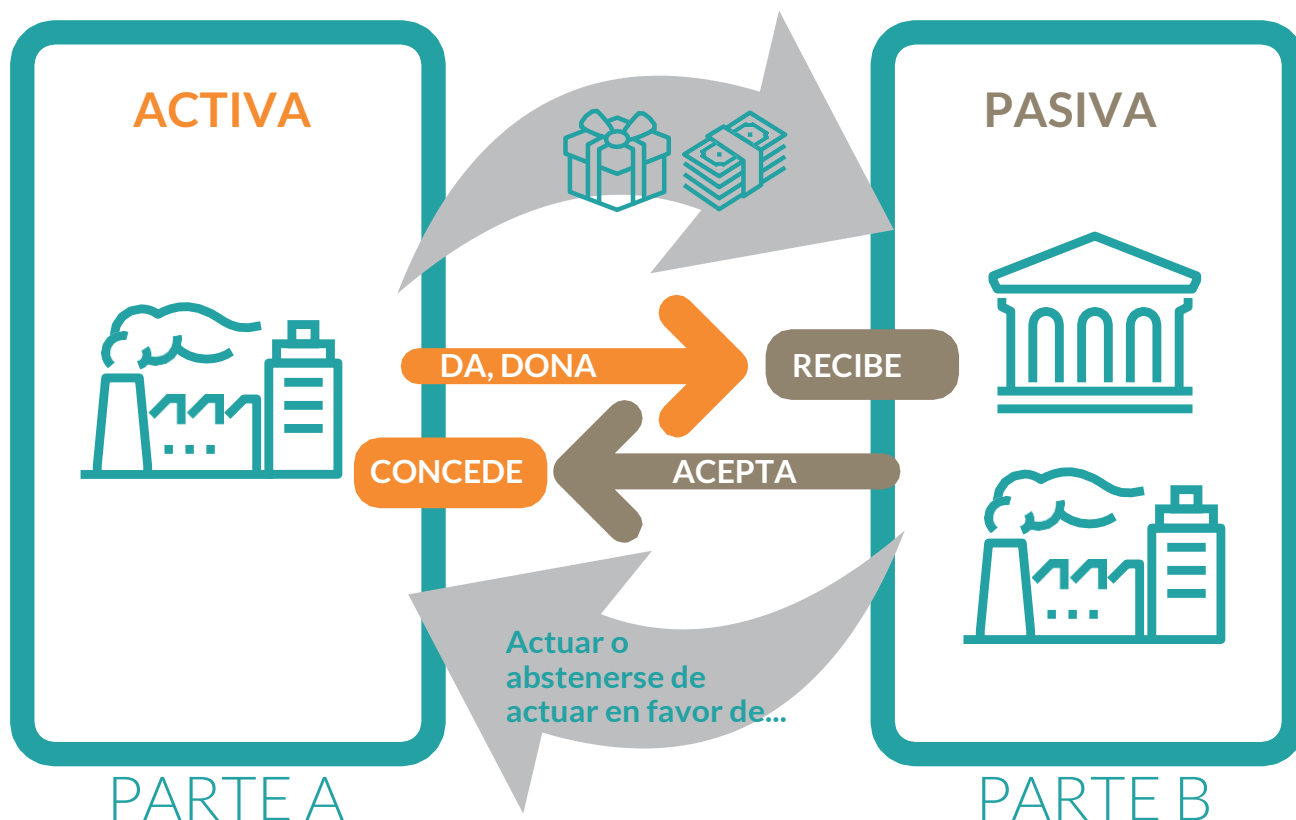 ACTIVA
PASIVA
DA, DONA
RECIBE
CONCEDE
ACEPTA
Actuar o
abstenerse de
actuar en favor de...
PARTE A
PARTE B